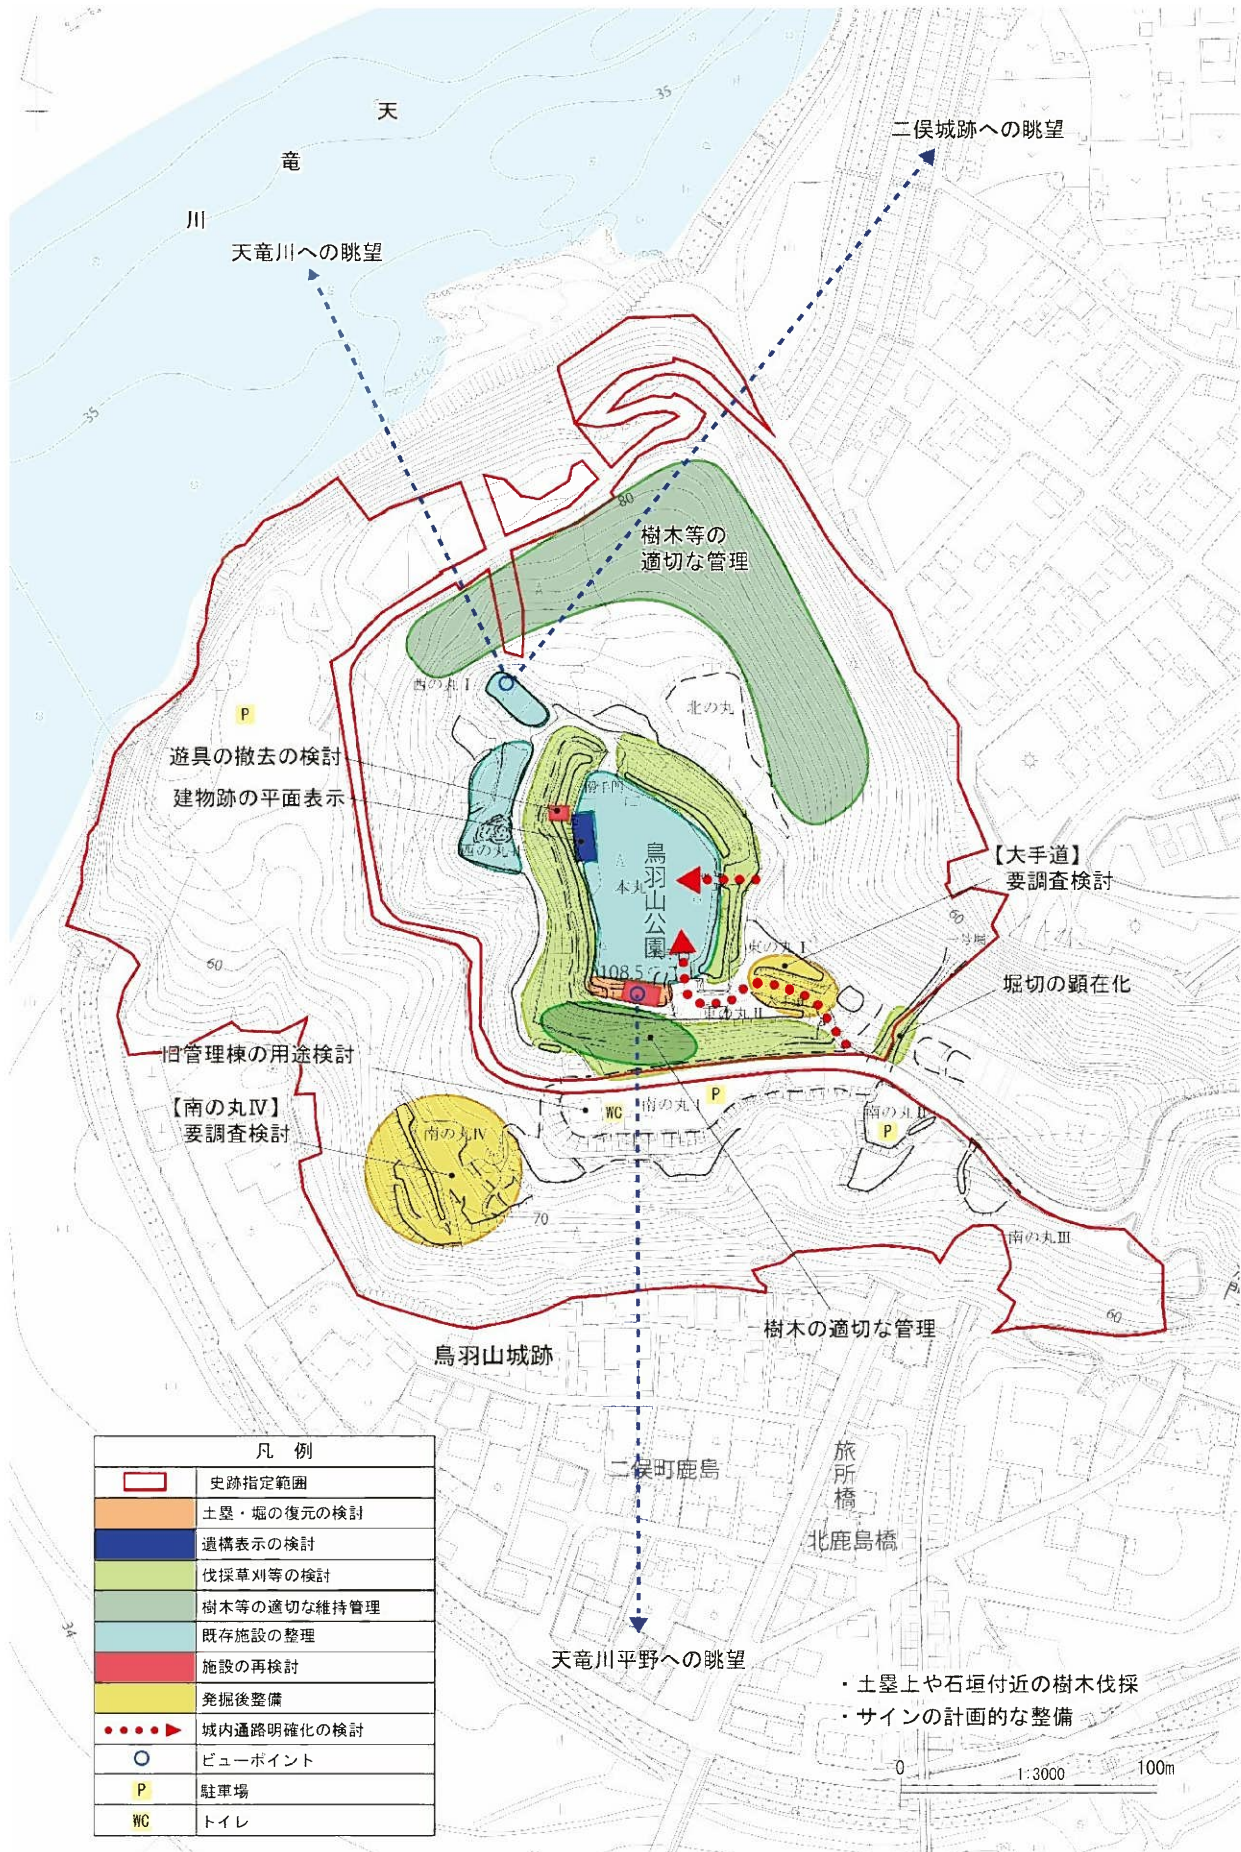 天
竜
川
35
二俣城跡への眺望
天竜川への眺望
35
80
樹木等の
適切な管理
西の丸Ⅰ
北の丸
P
遊具の撤去の検討
建物跡の平面表示
搦手門
鳥羽山公園
本丸
【大手道】
要調査検討
60
東の丸Ⅰ
60
108.5
堀切の顕在化
東の丸Ⅱ
旧管理棟の用途検討
【南の丸Ⅳ】
要調査検討
南の丸Ⅳ
WC
南の丸Ⅰ
P
南の丸Ⅱ
P
70
南の丸Ⅲ
60
樹木の適切な管理
鳥羽山城跡
二俣町鹿島
旅所橋
北鹿島橋
34
天竜川平野への眺望
・土塁上や石垣付近の樹木伐採
・サインの計画的な整備
0
1:3000
100m
凡 例
史跡指定範囲
土塁・堀の復元の検討
遺構表示の検討
伐採草刈等の検討
樹木等の適切な維持管理
既存施設の整理
施設の再検討
発掘後整備
城内通路明確化の検討
ビューポイント
P 駐車場
WC トイレ